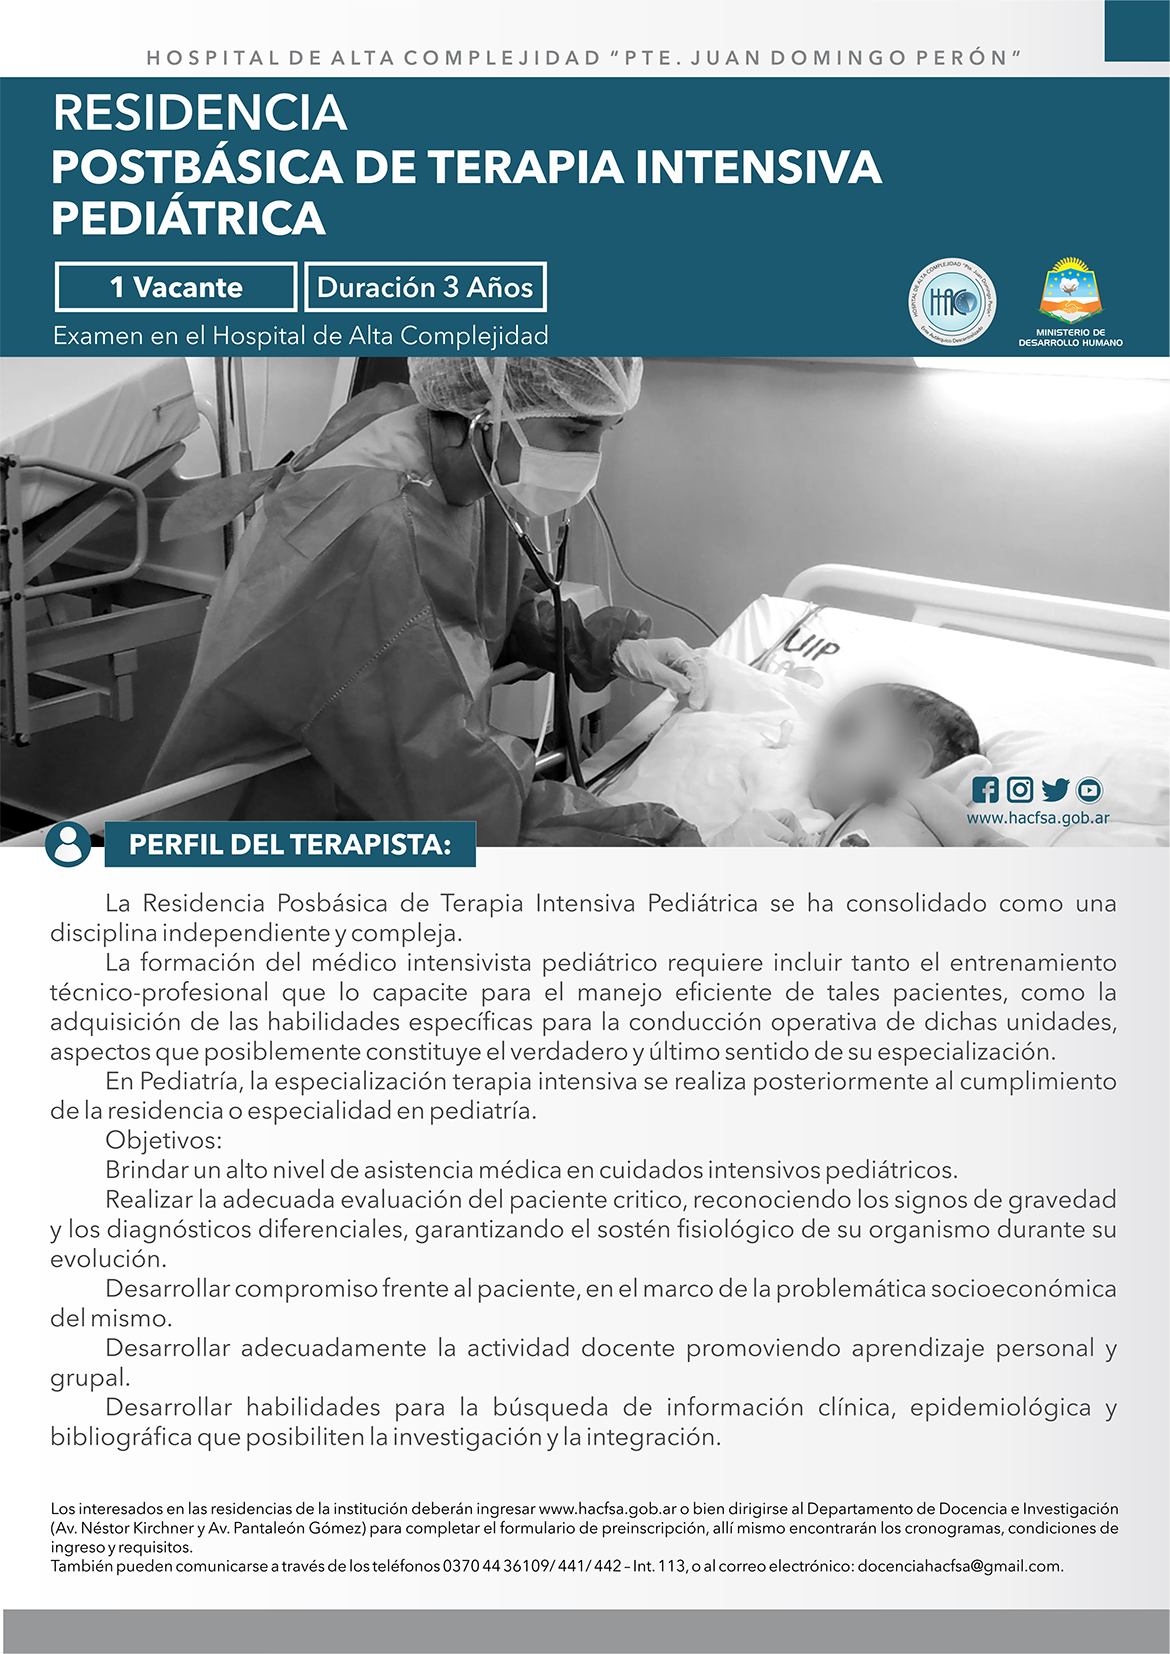 HOSPITAL DE ALTA COMPLEJIDAD “PTE. JUAN DOMINGO PERÓN”
RESIDENCIA
POSTBÁSICA DE TERAPIA INTENSIVA
PEDIÁTRICA
1 Vacante
Duración 3 Años
Examen en el Hospital de Alta Complejidad
HOSPITAL DE ALTA COMPLEJIDAD "Pte. Juan Domingo Perón"
HAC
Ente Autárquico Descentralizado
MINISTERIO DE
DESARROLLO HUMANO
UIP
www.hacfsa.gob.ar
PERFIL DEL TERAPISTA:
La Residencia Posbásica de Terapia Intensiva Pediátrica se ha consolidado como una
disciplina independiente y compleja.
La formación del médico intensivista pediátrico requiere incluir tanto el entrenamiento
técnico-profesional que lo capacite para el manejo eficiente de tales pacientes, como la
adquisición de las habilidades específicas para la conducción operativa de dichas unidades,
aspectos que posiblemente constituye el verdadero y último sentido de su especialización.
En Pediatría, la especialización terapia intensiva se realiza posteriormente al cumplimiento
de la residencia o especialidad en pediatría.
Objetivos:
Brindar un alto nivel de asistencia médica en cuidados intensivos pediátricos.
Realizar la adecuada evaluación del paciente critico, reconociendo los signos de gravedad
y los diagnósticos diferenciales, garantizando el sostén fisiológico de su organismo durante su
evolución.
Desarrollar compromiso frente al paciente, en el marco de la problemática socioeconómica
del mismo.
Desarrollar adecuadamente la actividad docente promoviendo aprendizaje personal y
grupal.
Desarrollar habilidades para la búsqueda de información clínica, epidemiológica y
bibliográfica que posibiliten la investigación y la integración.
Los interesados en las residencias de la institución deberán ingresar www.hacfsa.gob.ar o bien dirigirse al Departamento de Docencia e Investigación
(Av. Néstor Kirchner y Av. Pantaleón Gómez) para completar el formulario de preinscripción, allí mismo encontrarán los cronogramas, condiciones de
ingreso y requisitos.
También pueden comunicarse a través de los teléfonos 0370 44 36109/ 441/ 442 – Int. 113, o al correo electrónico: docenciahacfsa@gmail.com.